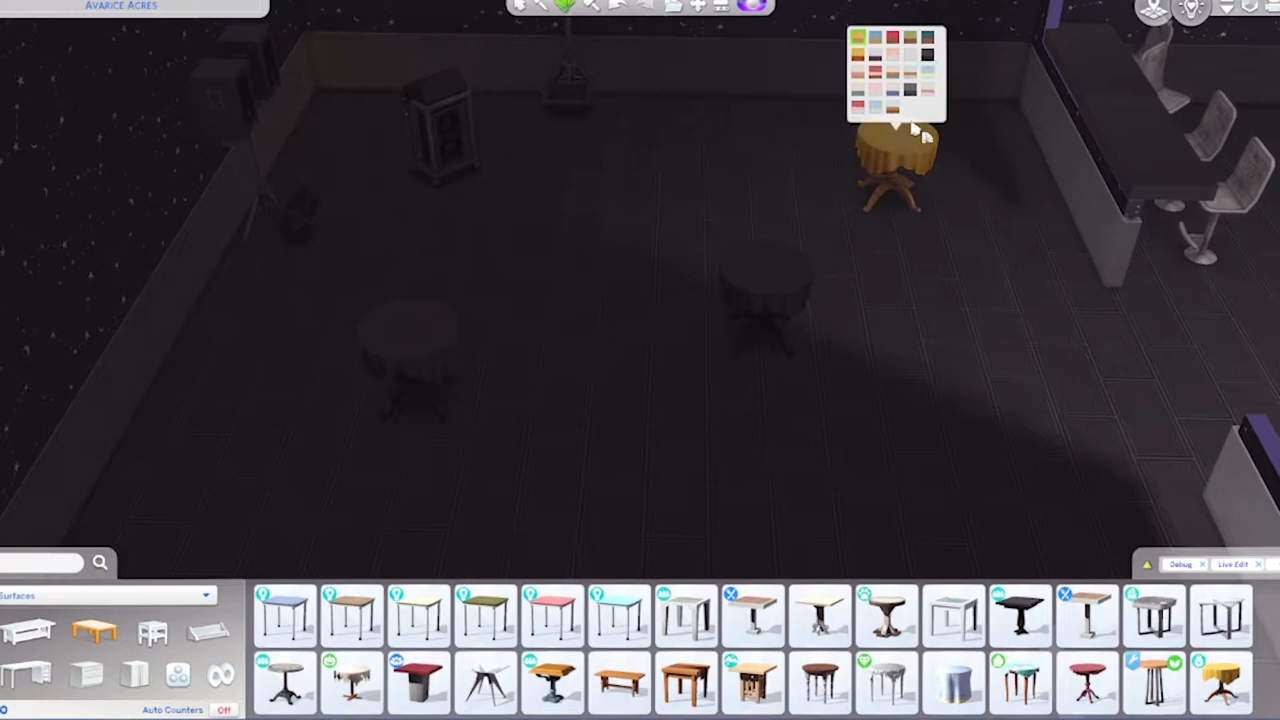 AVARICE ACRES
Debug
Live Edit
Surfaces
Auto Counters
Off